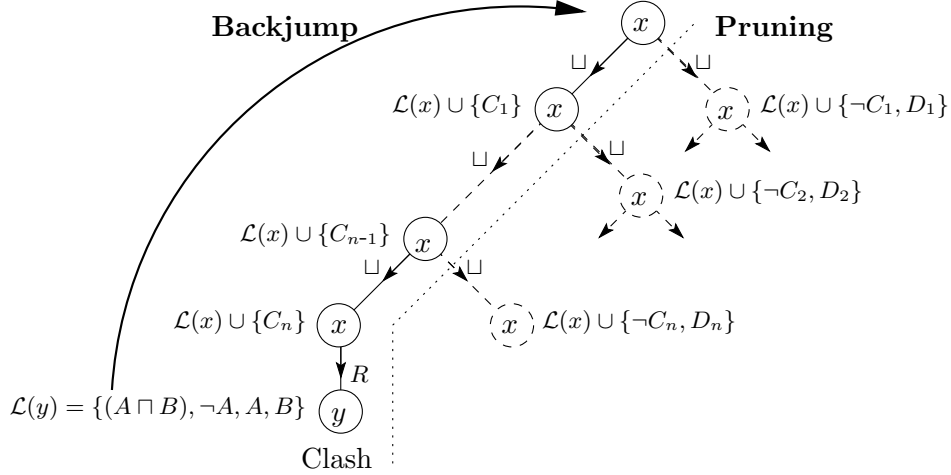 Backjump
x
Pruning
⊔ ⊔
L(x) ∪ {C₁} x
x L(x) ∪ {¬C₁, D₁}
⊔ ⊔
x L(x) ∪ {¬C₂, D₂}
L(x) ∪ {Cₙ₋₁} x
⊔ ⊔
L(x) ∪ {Cₙ} x
x L(x) ∪ {¬Cₙ, Dₙ}
R
L(y) = {(A ⊓ B), ¬A, A, B} y
Clash